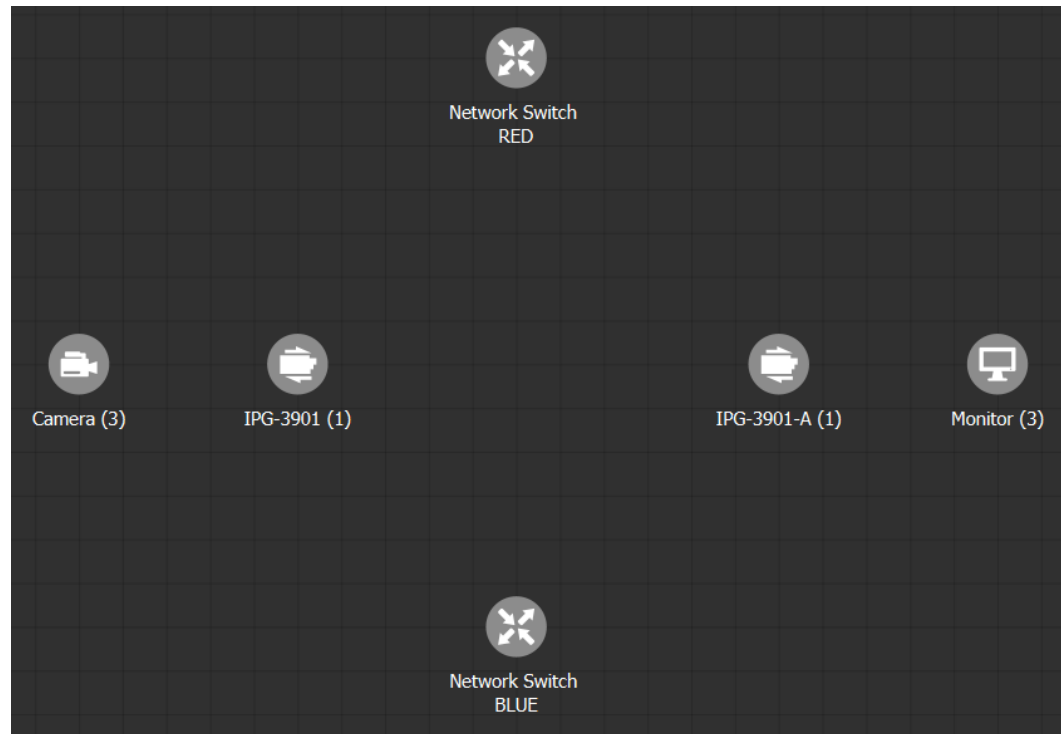 Network Switch
RED
Camera (3)
IPG-3901 (1)
IPG-3901-A (1)
Monitor (3)
Network Switch
BLUE